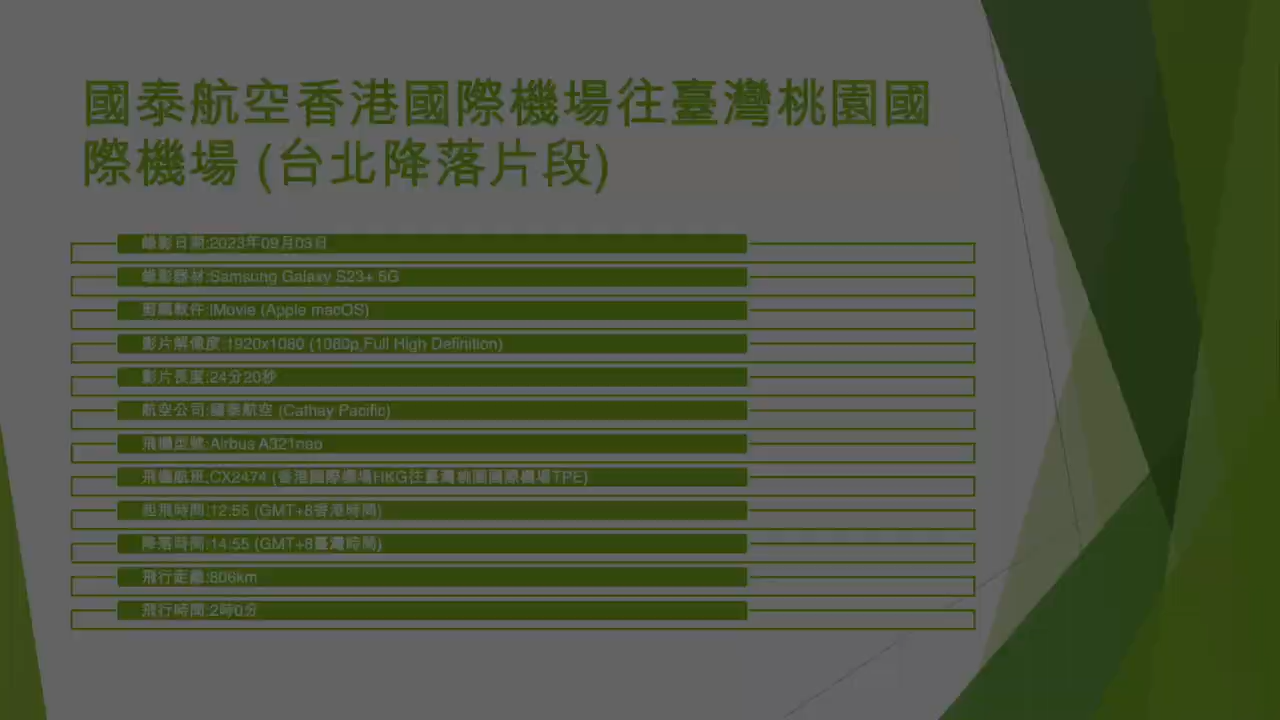 國泰航空香港國際機場往臺灣桃園國
際機場 (台北降落片段)
錄影日期:2023年09月03日
錄影器材:Samsung Galaxy S23+ 5G
剪輯軟件:iMovie (Apple macOS)
影片解像度:1920x1080 (1080p,Full High Definition)
影片長度:24分20秒
航空公司:國泰航空 (Cathay Pacific)
飛機型號:Airbus A321neo
飛機航班:CX2474 (香港國際機場HKG往臺灣桃園國際機場TPE)
起飛時間:12:55 (GMT+8香港時間)
降落時間:14:55 (GMT+8臺灣時間)
飛行距離:806km
飛行時間:2時0分